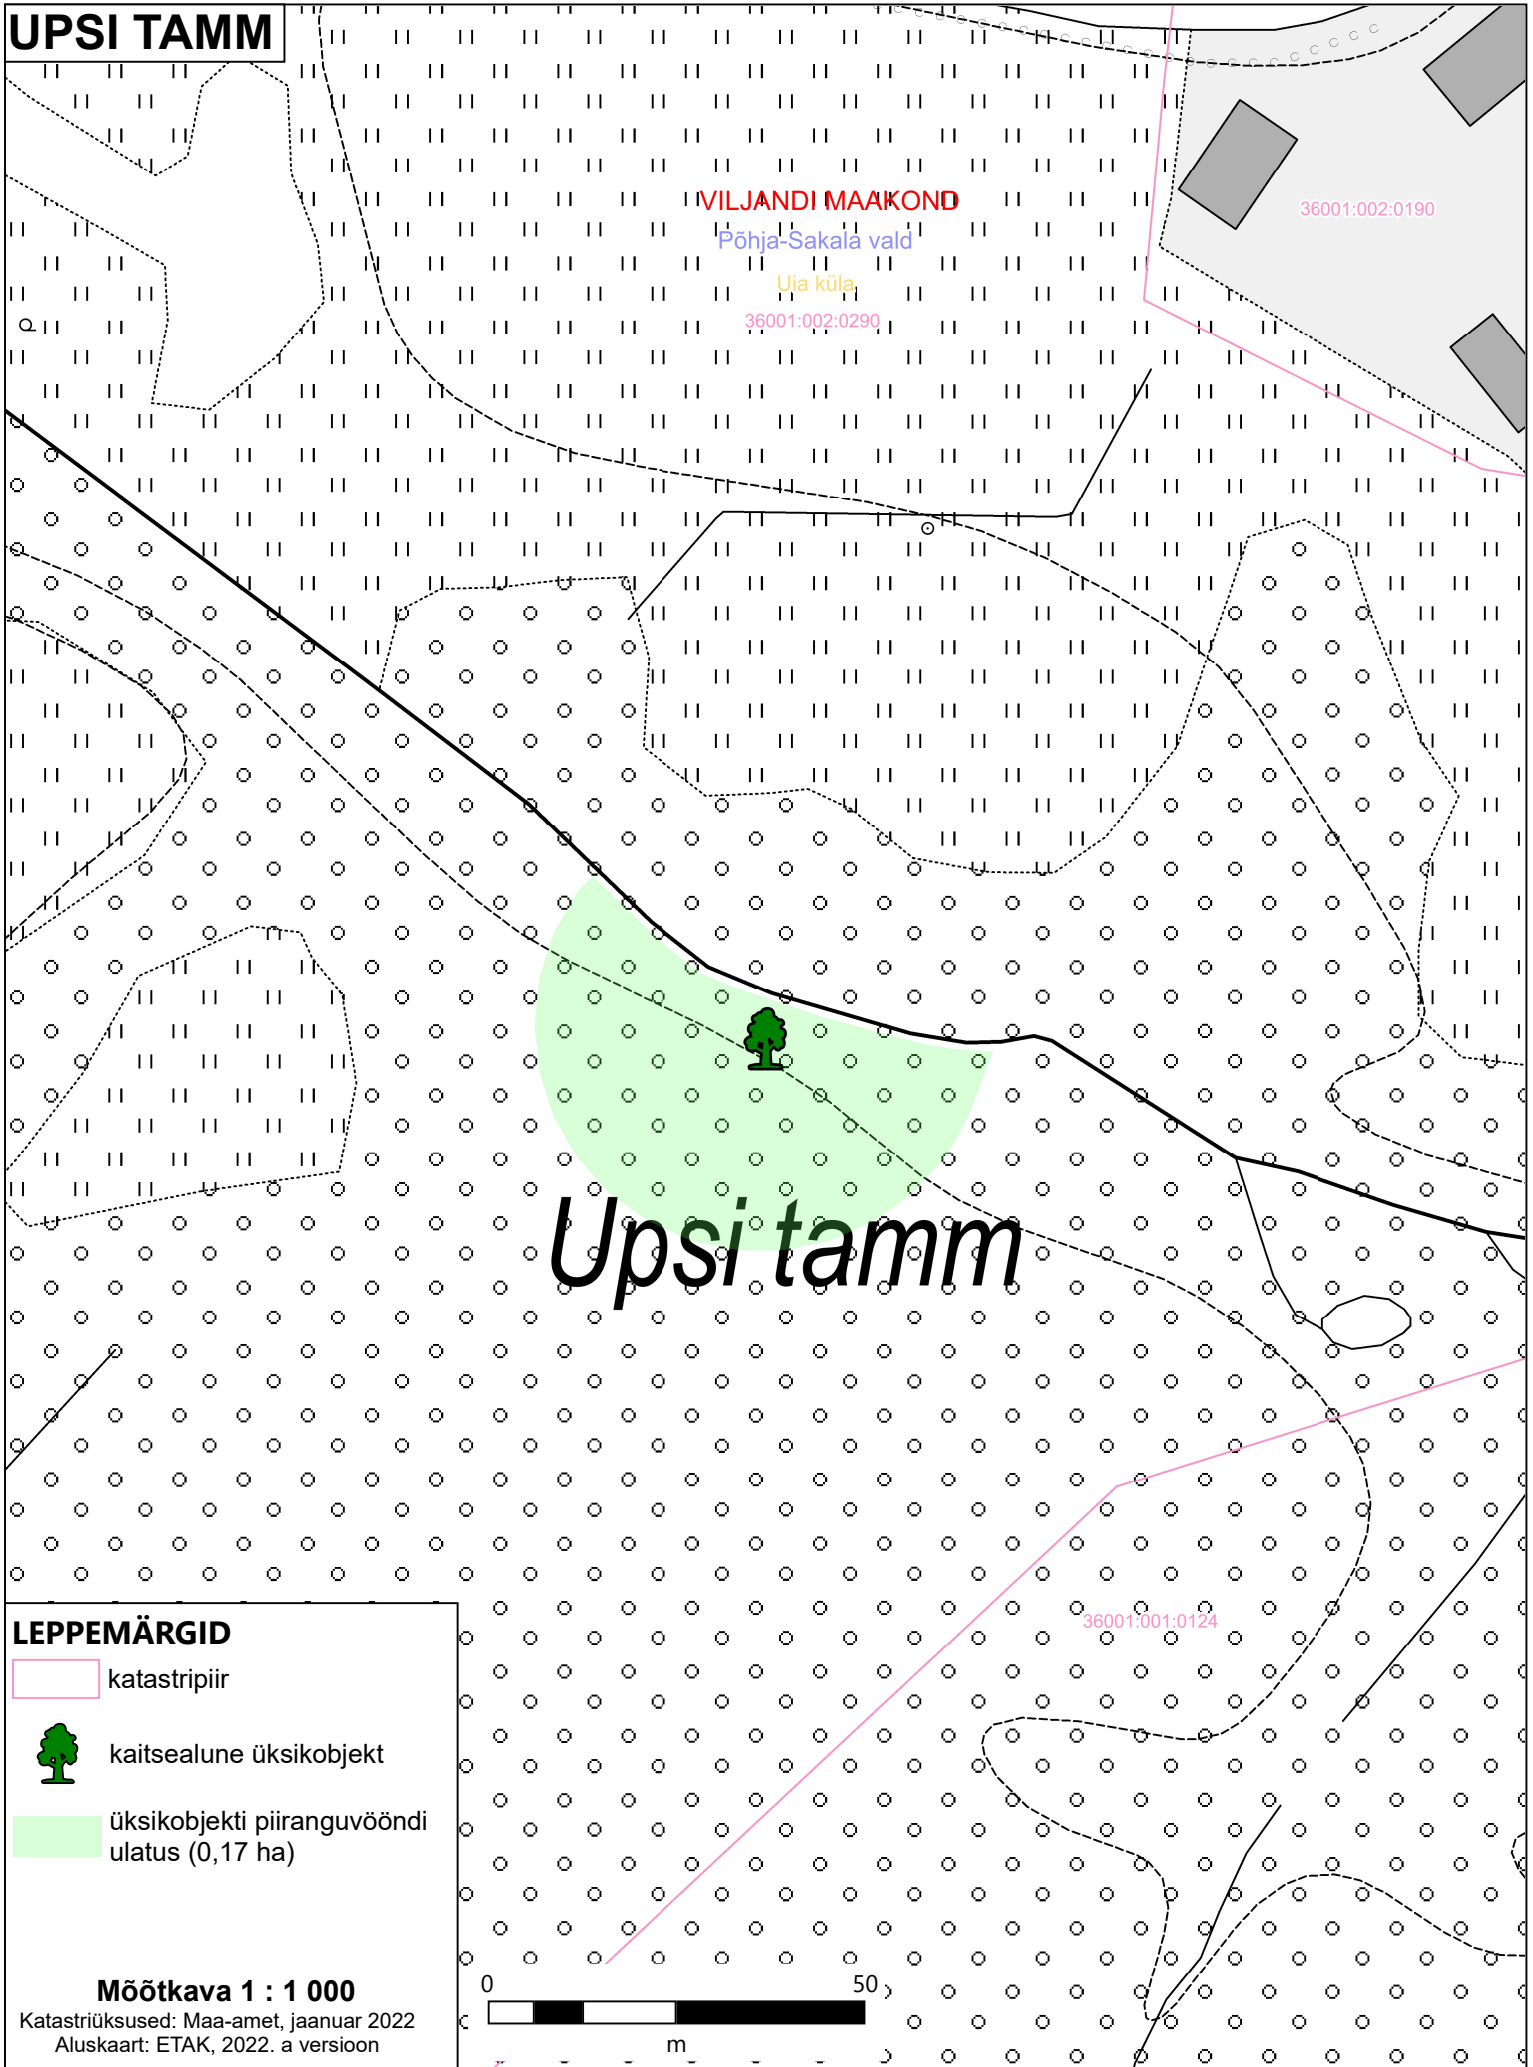 UPSI TAMM
VILJANDI MAAKOND
Põhja-Sakala vald
Uia küla
36001:002:0290
36001:002:0190
Upsi tamm
36001:001:0124
LEPPEMÄRGID
katastripiir
kaitsealune üksikobjekt
üksikobjekti piiranguvööndi
ulatus (0,17 ha)
Mõõtkava 1 : 1 000
Katastriüksused: Maa-amet, jaanuar 2022
Aluskaart: ETAK, 2022. a versioon
0 50
m